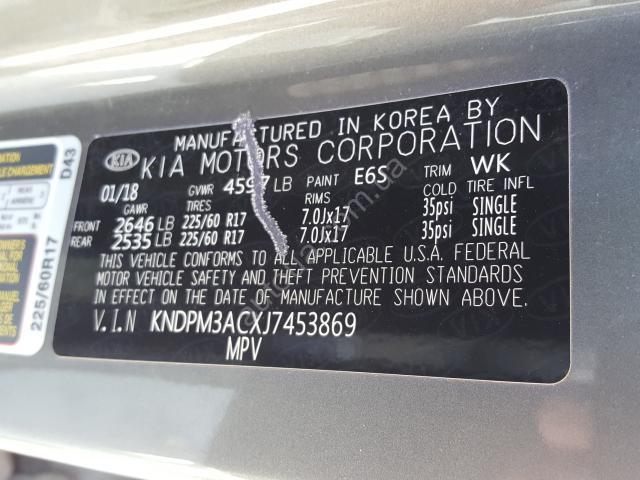 MANUFACTURED IN KOREA BY
KIA KIA MOTORS CORPORATION
01/18 GVWR 4597 LB PAINT E6S TRIM WK
GAWR TIRES RIMS COLD TIRE INFL
FRONT 2646 LB 225/60 R17 7.0Jx17 35psi SINGLE
REAR 2535 LB 225/60 R17 7.0Jx17 35psi SINGLE
THIS VEHICLE CONFORMS TO ALL APPLICABLE U.S.A. FEDERAL
MOTOR VEHICLE SAFETY AND THEFT PREVENTION STANDARDS
IN EFFECT ON THE DATE OF MANUFACTURE SHOWN ABOVE.
V.I.N KNDPM3ACXJ7453869
MPV
D43
225/60R17